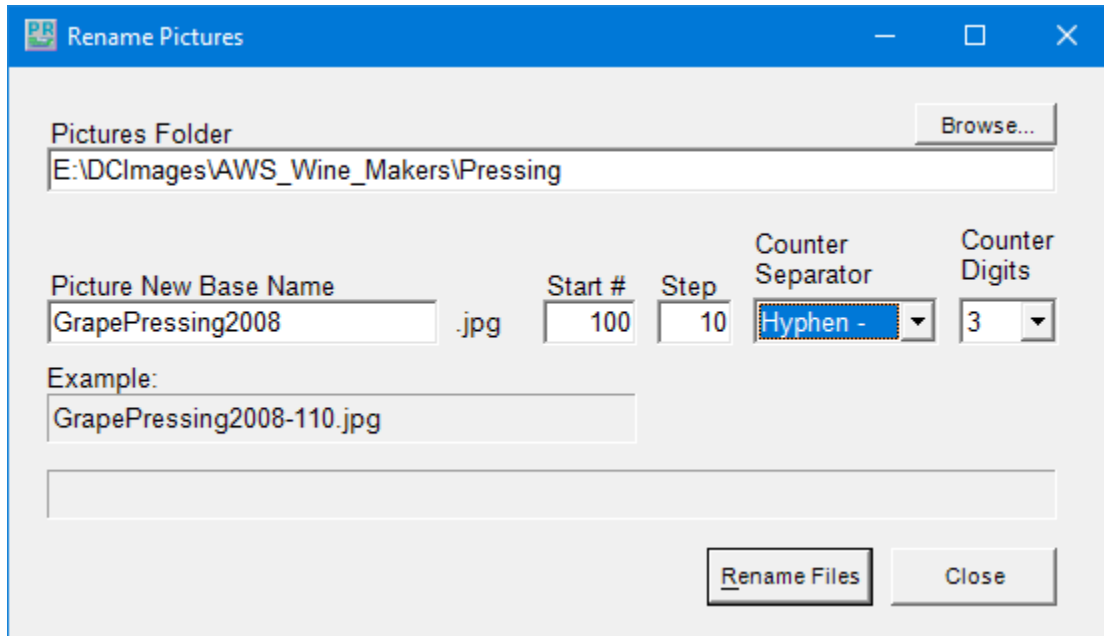 Rename Pictures
Browse...
Pictures Folder
E:\DCImages\AWS_Wine_Makers\Pressing
Counter Separator
Counter Digits
Picture New Base Name
Start #
Step
GrapePressing2008
.jpg
100
10
Hyphen -
3
Example:
GrapePressing2008-110.jpg
Rename Files
Close